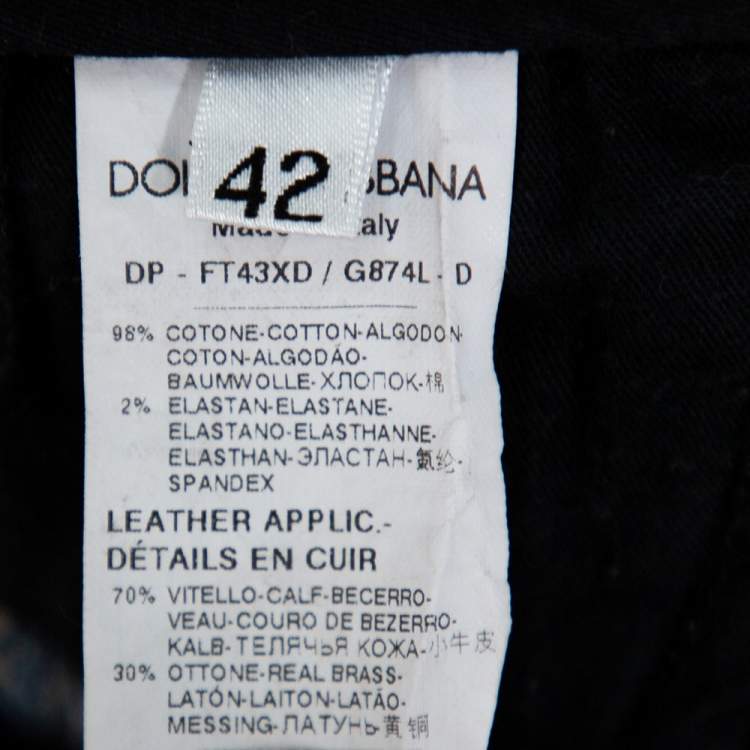 42
DO BBANA
Made aly
DP - FT43XD / G874L - D
98% COTONE-COTTON-ALGODON-
COTON-ALGODÃO-
BAUMWOLLE-ХЛОПОК-棉
2% ELASTAN-ELASTANE-
ELASTANO-ELASTHANNE-
ELASTHAN-ЭЛАСТАН-氨纶-
SPANDEX
LEATHER APPLIC.-
DÉTAILS EN CUIR
70% VITELLO-CALF-BECERRO-
VEAU-COURO DE BEZERRO-
KALB-ТЕЛЯЧЬЯ КОЖА-小牛皮
30% OTTONE-REAL BRASS-
LATÓN-LAITON-LATÃO-
MESSING-ЛАТУНЬ-黄铜